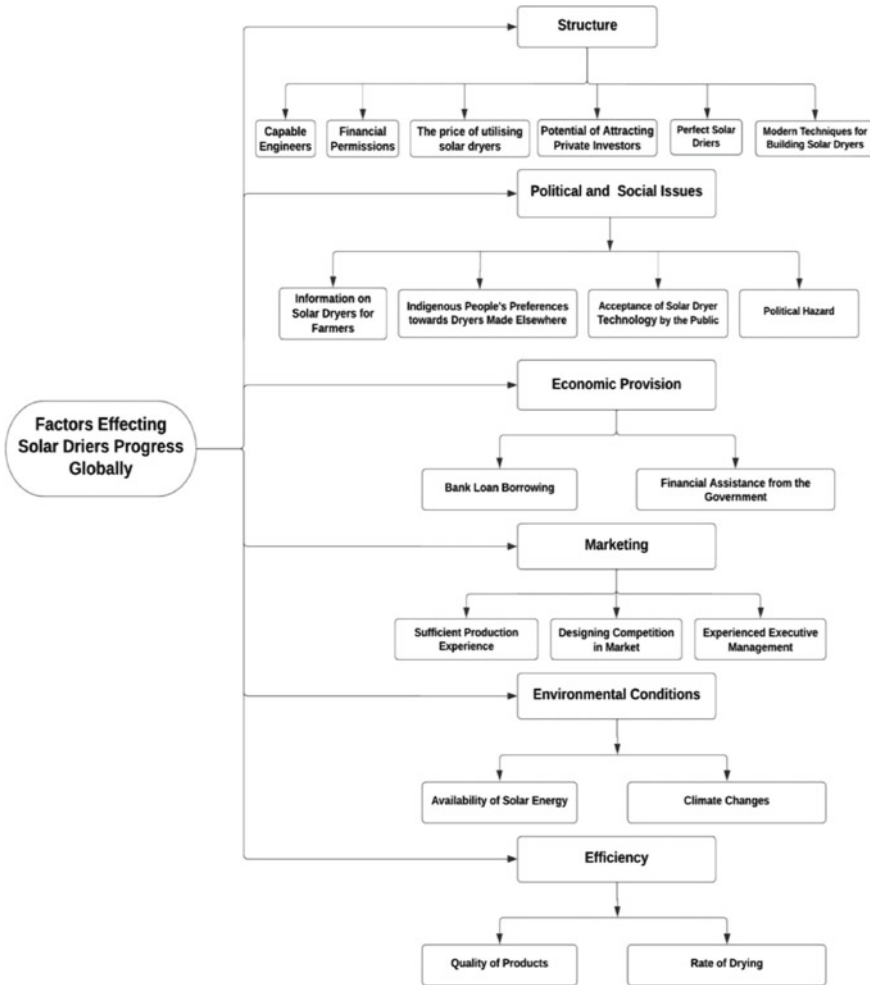 Structure
Capable
Engineers
Financial
Permissions
The price of utilising
solar dryers
Potential of Attracting
Private Investors
Perfect Solar
Driers
Modern Techniques for
Building Solar Dryers
Political and Social Issues
Information on
Solar Dryers for
Farmers
Indigenous People's Preferences
towards Dryers Made Elsewhere
Acceptance of Solar Dryer
Technology by the Public
Political Hazard
Factors Effecting
Solar Driers Progress
Globally
Economic Provision
Bank Loan Borrowing
Financial Assistance from the
Government
Marketing
Sufficient Production
Experience
Designing Competition
in Market
Experienced Executive
Management
Environmental Conditions
Availability of Solar Energy
Climate Changes
Efficiency
Quality of Products
Rate of Drying